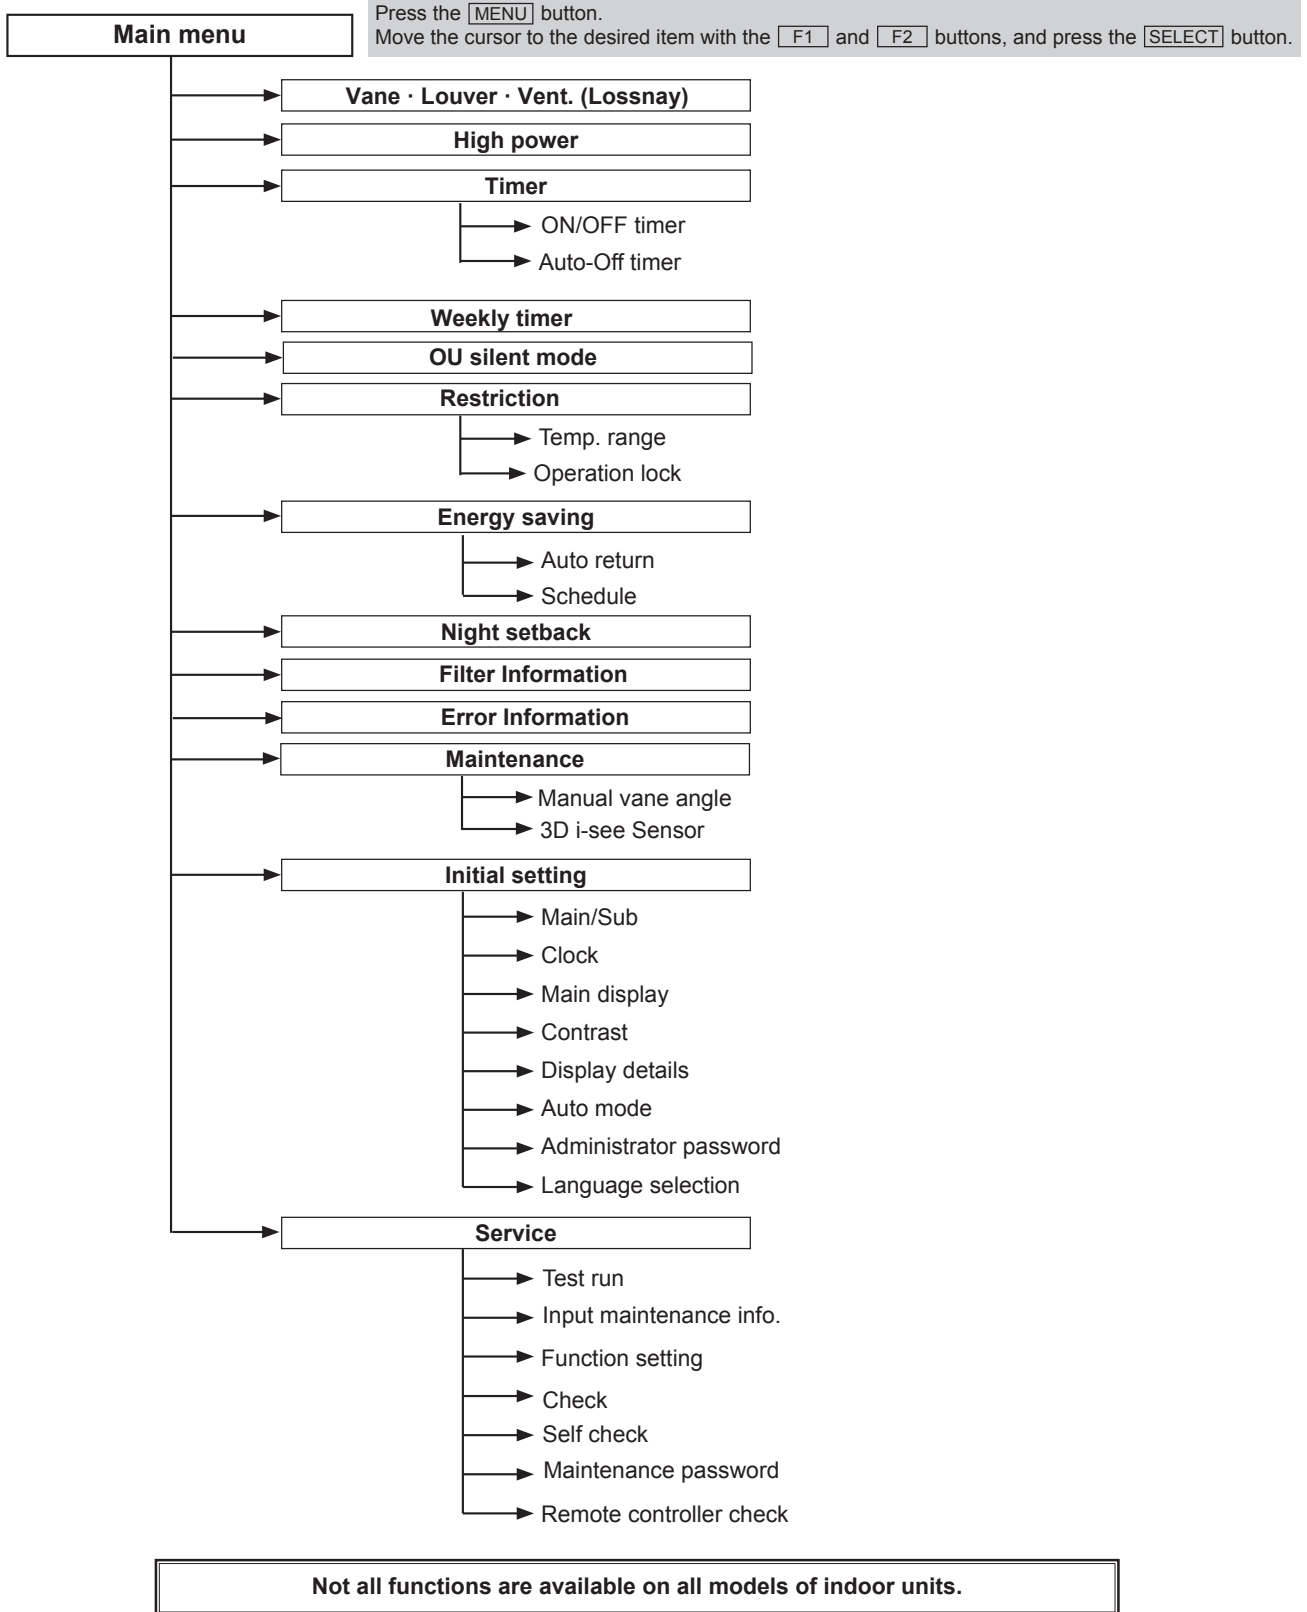 Main menu
Press the MENU button.
Move the cursor to the desired item with the F1 and F2 buttons, and press the SELECT button.
Vane · Louver · Vent. (Lossnay)
High power
Timer
ON/OFF timer
Auto-Off timer
Weekly timer
OU silent mode
Restriction
Temp. range
Operation lock
Energy saving
Auto return
Schedule
Night setback
Filter Information
Error Information
Maintenance
Manual vane angle
3D i-see Sensor
Initial setting
Main/Sub
Clock
Main display
Contrast
Display details
Auto mode
Administrator password
Language selection
Service
Test run
Input maintenance info.
Function setting
Check
Self check
Maintenance password
Remote controller check
Not all functions are available on all models of indoor units.